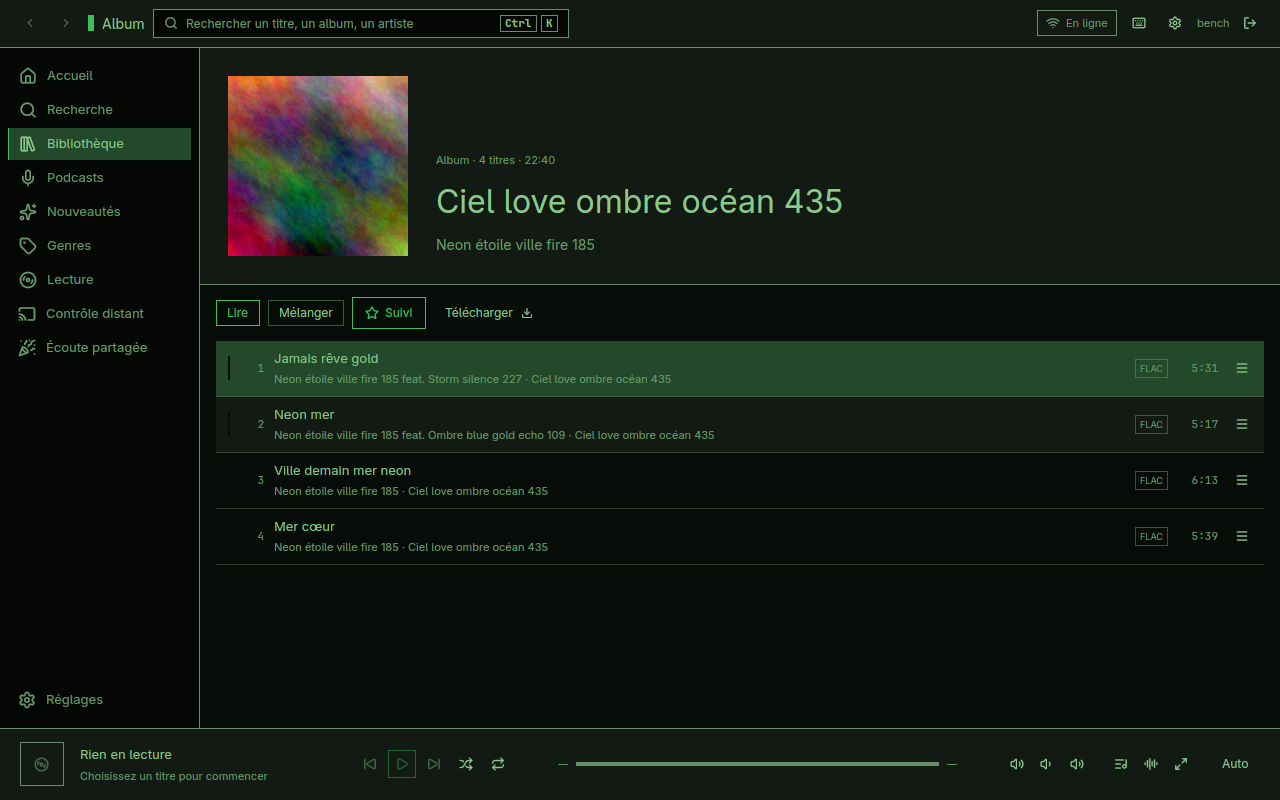 Album
Rechercher un titre, un album, un artiste
Ctrl K
En ligne
bench
Accueil
Recherche
Bibliothèque
Podcasts
Nouveautés
Genres
Lecture
Contrôle distant
Écoute partagée
Réglages
Album · 4 titres · 22:40
Ciel love ombre océan 435
Neon étoile ville fire 185
Lire
Mélanger
Suivi
Télécharger
1
Jamais rêve gold
Neon étoile ville fire 185 feat. Storm silence 227 · Ciel love ombre océan 435
FLAC
5:31
2
Neon mer
Neon étoile ville fire 185 feat. Ombre blue gold echo 109 · Ciel love ombre océan 435
FLAC
5:17
3
Ville demain mer neon
Neon étoile ville fire 185 · Ciel love ombre océan 435
FLAC
6:13
4
Mer cœur
Neon étoile ville fire 185 · Ciel love ombre océan 435
FLAC
5:39
Rien en lecture
Choisissez un titre pour commencer
—
—
Auto